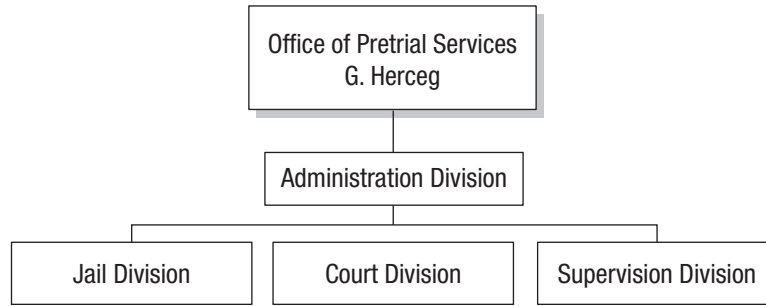 Office of Pretrial Services
G. Herceg
Administration Division
Jail Division
Court Division
Supervision Division